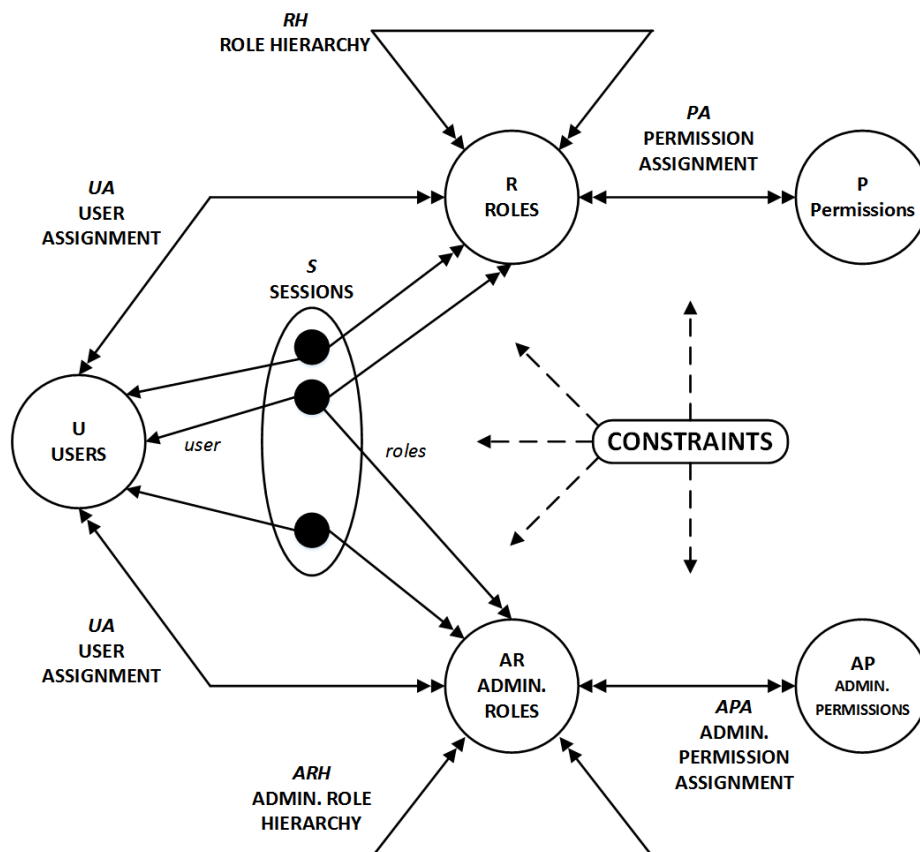 RH
ROLE HIERARCHY
PA
PERMISSION
ASSIGNMENT
UA
USER
ASSIGNMENT
R
ROLES
P
Permissions
S
SESSIONS
U
USERS
user
roles
CONSTRAINTS
UA
USER
ASSIGNMENT
AR
ADMIN.
ROLES
AP
ADMIN.
PERMISSIONS
APA
ADMIN.
PERMISSION
ASSIGNMENT
ARH
ADMIN. ROLE
HIERARCHY